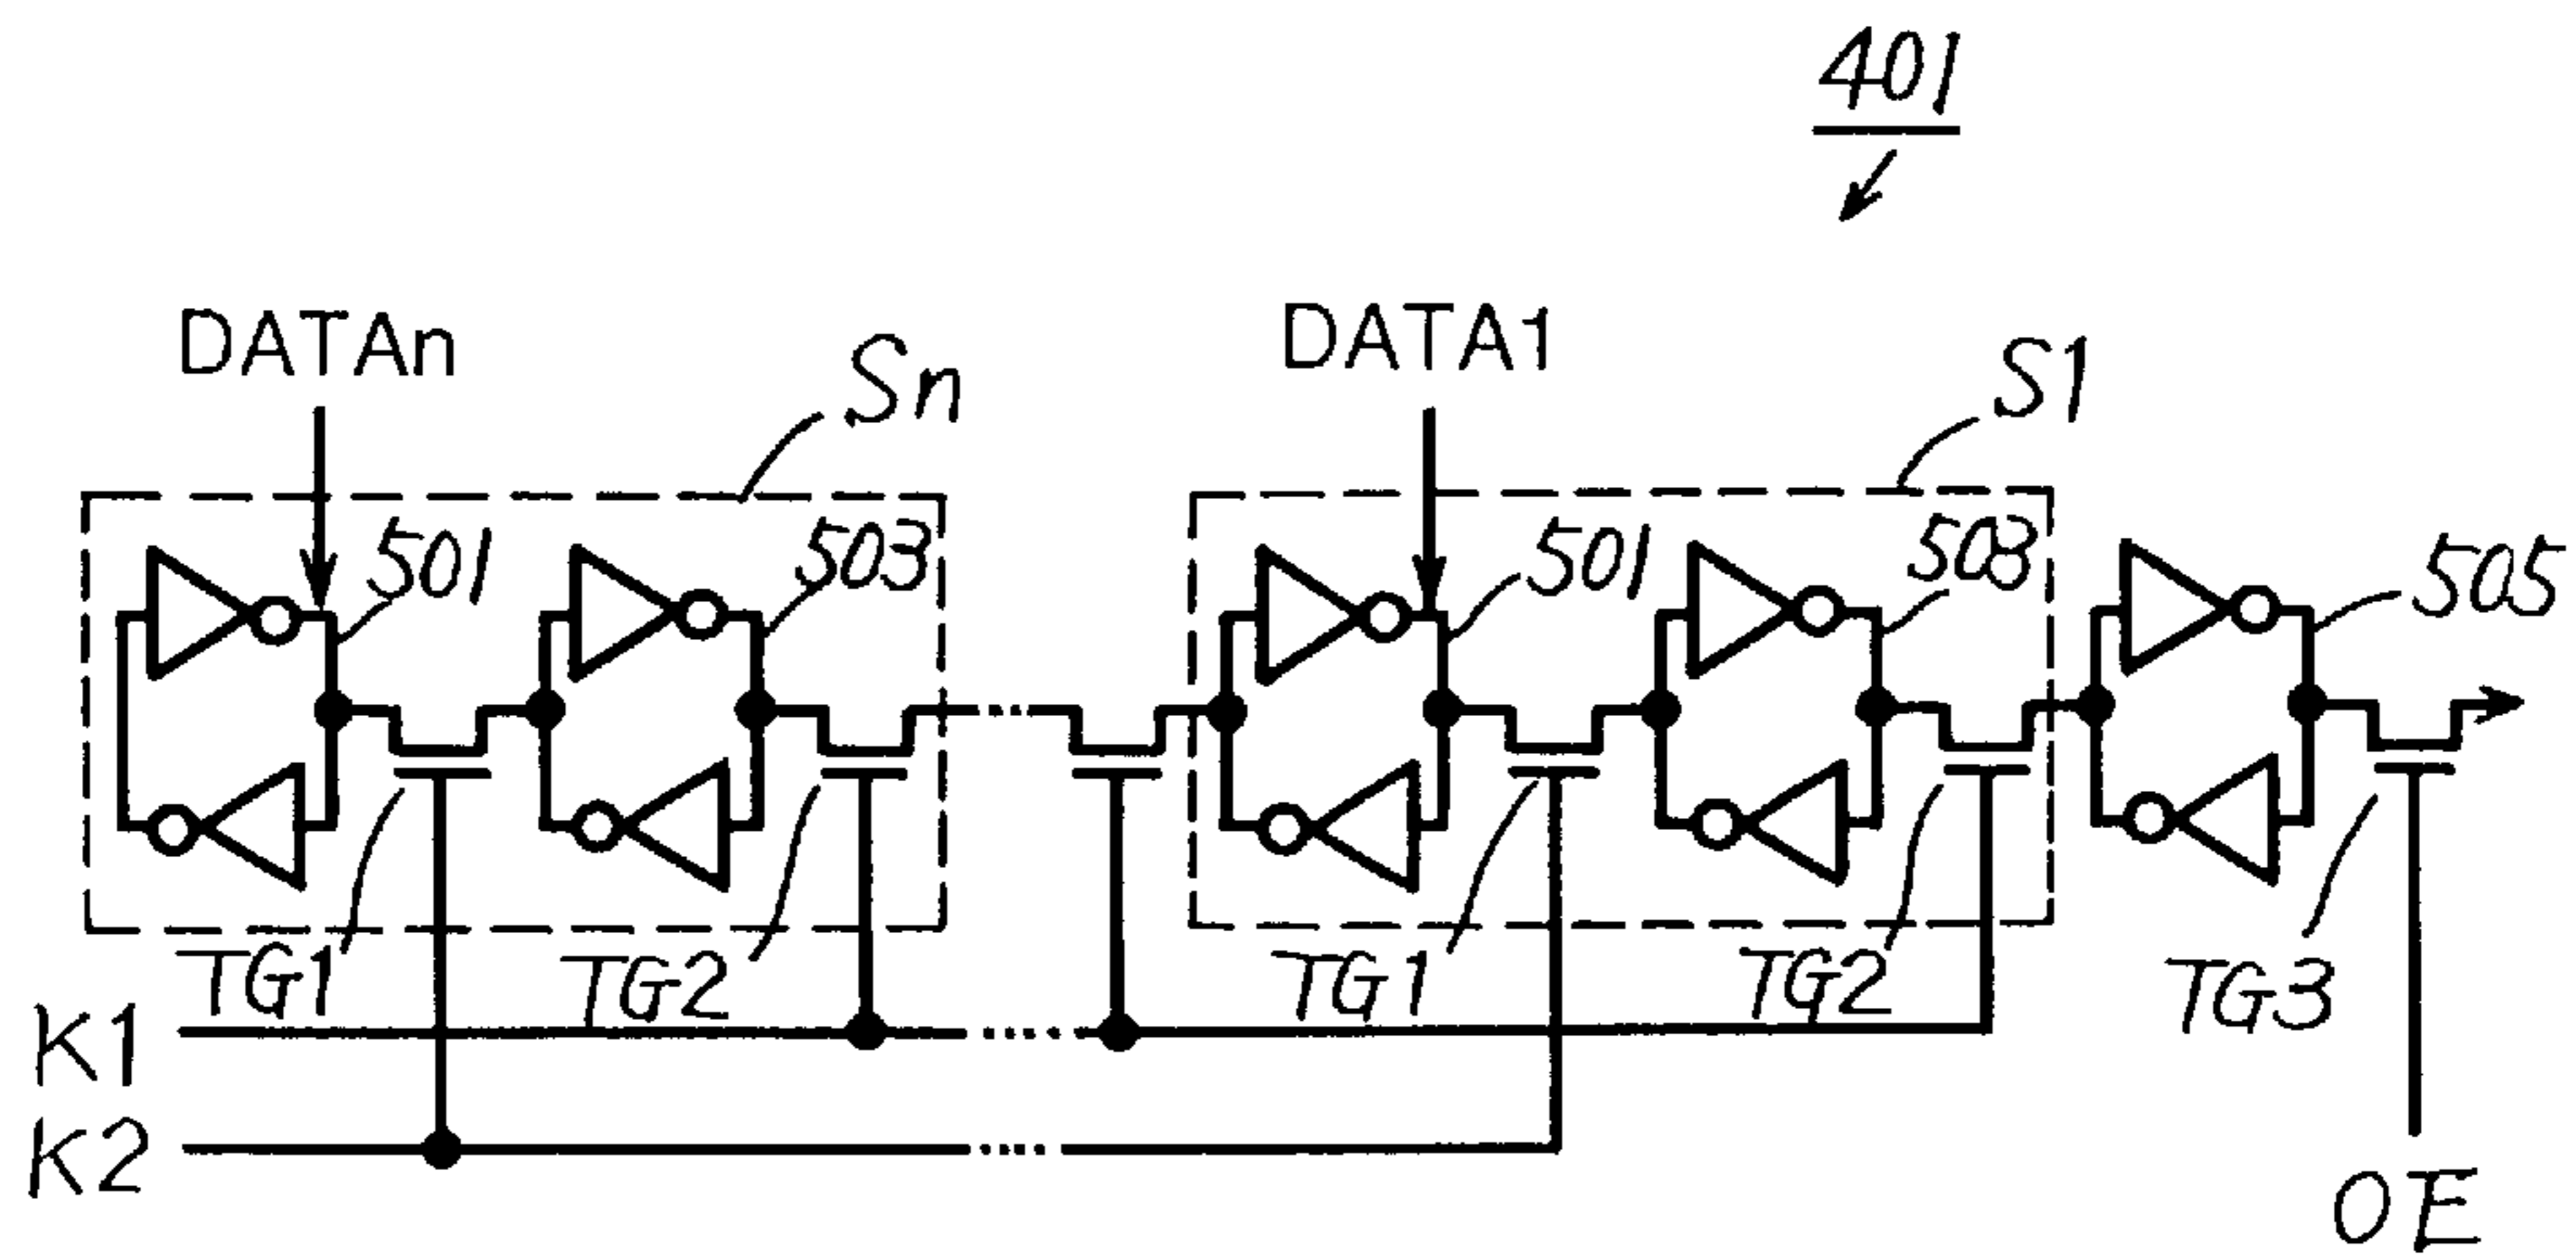 401
DATAn
Sn
DATA1
S1
501
503
501
503
505
TG1
TG2
TG1
TG2
TG3
K1
K2
OE